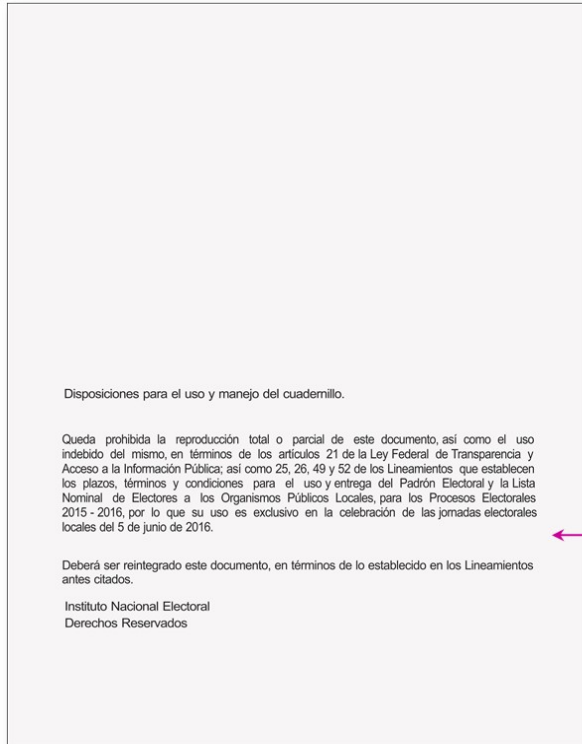 Disposiciones para el uso y manejo del cuadernillo.
Queda prohibida la reproducción total o parcial de este documento, así como el uso
indebido del mismo, en términos de los artículos 21 de la Ley Federal de Transparencia y
Acceso a la Información Pública; así como 25, 26, 49 y 52 de los Lineamientos que establecen
los plazos, términos y condiciones para el uso y entrega del Padrón Electoral y la Lista
Nominal de Electores a los Organismos Públicos Locales, para los Procesos Electorales
2015 - 2016, por lo que su uso es exclusivo en la celebración de las jornadas electorales
locales del 5 de junio de 2016.
Deberá ser reintegrado este documento, en términos de lo establecido en los Lineamientos
antes citados.
Instituto Nacional Electoral
Derechos Reservados